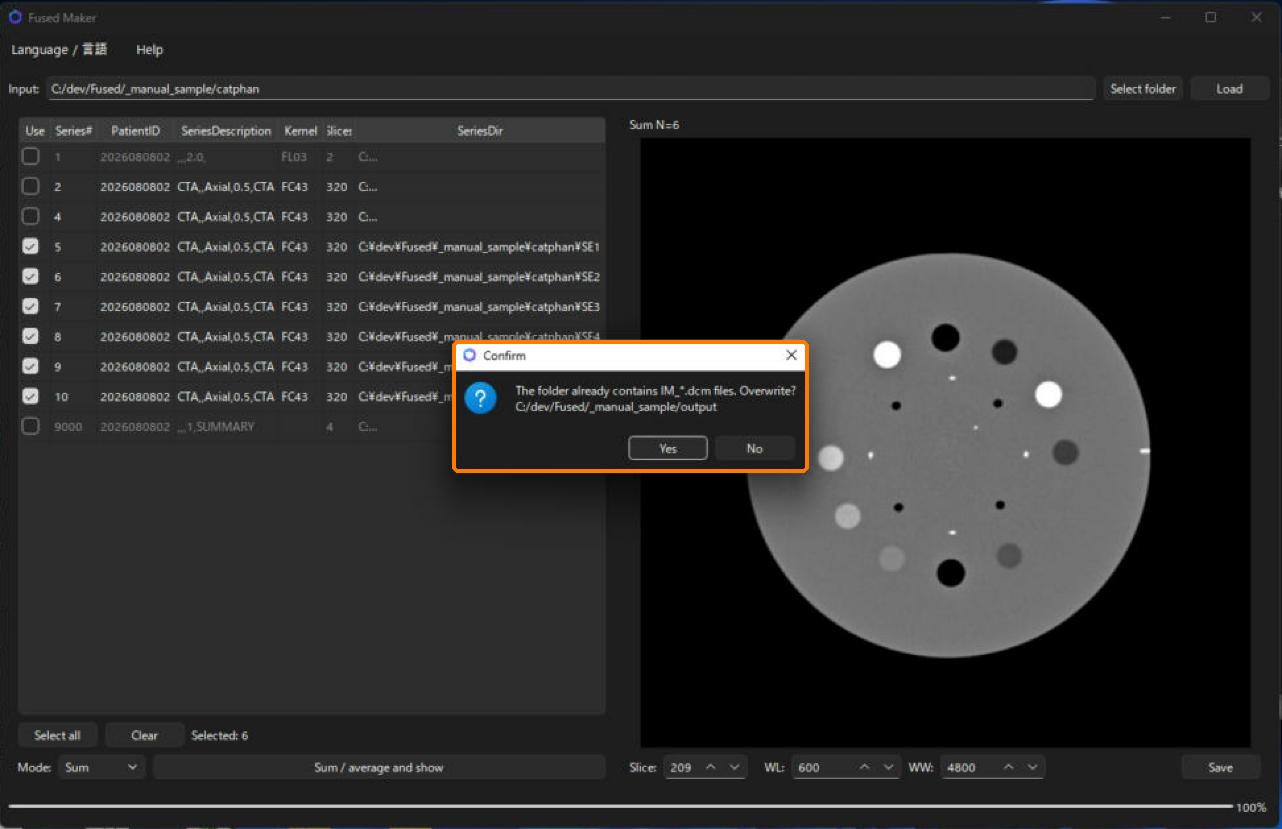 Fused Maker
Language / 言語 Help
Input: C:/dev/Fused/_manual_sample/catphan Select folder Load
Use Series# PatientID SeriesDescription Kernel Slices SeriesDir
1 2026080802 ,,,2.0, FL03 2 C:...
2 2026080802 CTA,,Axial,0.5,CTA FC43 320 C:...
4 2026080802 CTA,,Axial,0.5,CTA FC43 320 C:...
5 2026080802 CTA,,Axial,0.5,CTA FC43 320 C:¥dev¥Fused¥_manual_sample¥catphan¥SE1
6 2026080802 CTA,,Axial,0.5,CTA FC43 320 C:¥dev¥Fused¥_manual_sample¥catphan¥SE2
7 2026080802 CTA,,Axial,0.5,CTA FC43 320 C:¥dev¥Fused¥_manual_sample¥catphan¥SE3
8 2026080802 CTA,,Axial,0.5,CTA FC43 320 C:¥dev¥Fused¥_manual_sample¥catphan¥SE4
9 2026080802 CTA,,Axial,0.5,CTA FC43 320 C:¥dev¥Fused¥_m
10 2026080802 CTA,,Axial,0.5,CTA FC43 320 C:¥dev¥Fused¥_m
9000 2026080802 ,,,1,SUMMARY 4 C:...
Sum N=6
Confirm
The folder already contains IM_*.dcm files. Overwrite?
C:/dev/Fused/_manual_sample/output
Yes No
Select all Clear Selected: 6
Mode: Sum Sum / average and show
Slice: 209 WL: 600 WW: 4800 Save
100%